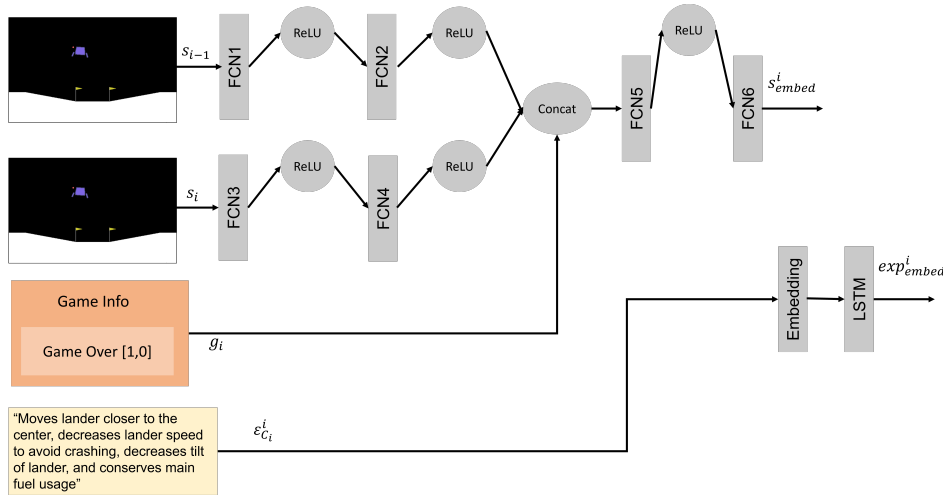 s_{i-1}
FCN1
ReLU
FCN2
ReLU
Concat
FCN5
ReLU
FCN6
s^i_{embed}
s_i
FCN3
ReLU
FCN4
ReLU
Game Info
Game Over [1,0]
g_i
Embedding
LSTM
exp^i_{embed}
“Moves lander closer to the
center, decreases lander speed
to avoid crashing, decreases tilt
of lander, and conserves main
fuel usage”
ε^i_{C_i}